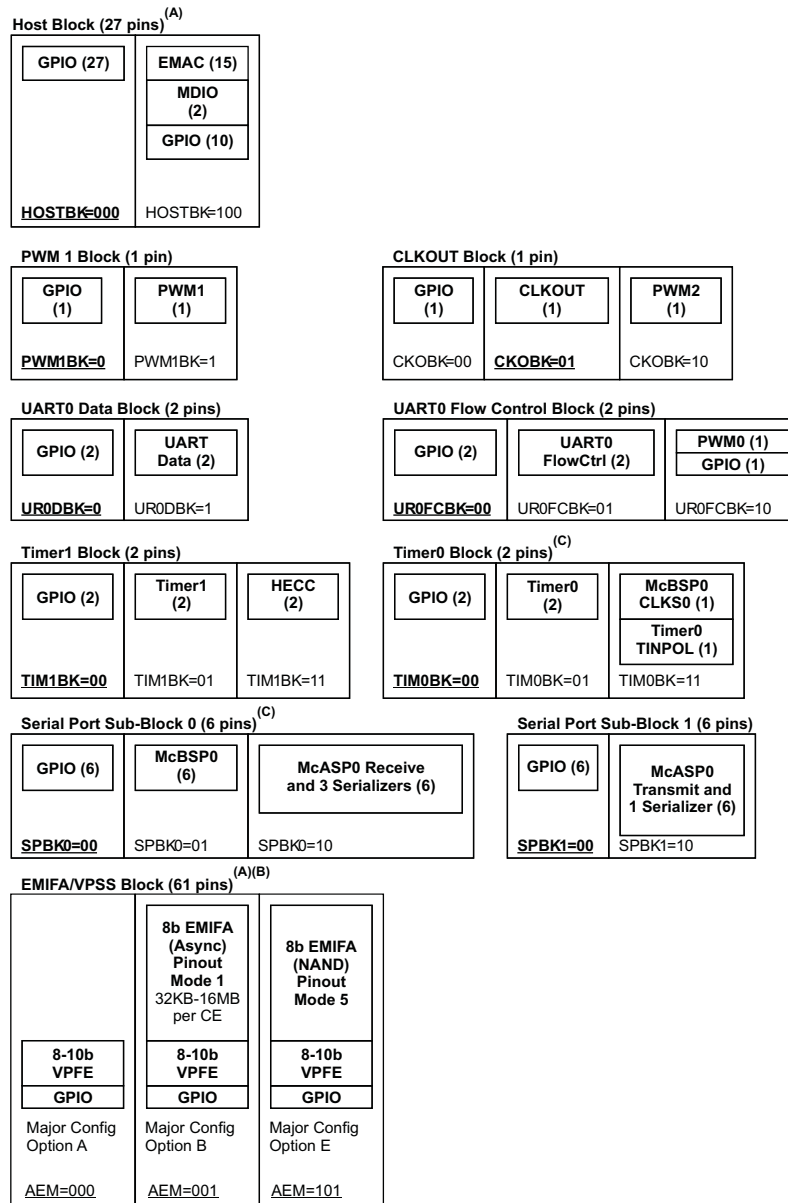 Host Block (27 pins)(A)
GPIO (27)
HOSTBK=000
EMAC (15)
MDIO
(2)
GPIO (10)
HOSTBK=100
PWM 1 Block (1 pin)
GPIO
(1)
PWM1BK=0
PWM1
(1)
PWM1BK=1
CLKOUT Block (1 pin)
GPIO
(1)
CKOBK=00
CLKOUT
(1)
CKOBK=01
PWM2
(1)
CKOBK=10
UART0 Data Block (2 pins)
GPIO (2)
UR0DBK=0
UART
Data (2)
UR0DBK=1
UART0 Flow Control Block (2 pins)
GPIO (2)
UR0FCBK=00
UART0
FlowCtrl (2)
UR0FCBK=01
PWM0 (1)
GPIO (1)
UR0FCBK=10
Timer1 Block (2 pins)
GPIO (2)
TIM1BK=00
Timer1
(2)
TIM1BK=01
HECC
(2)
TIM1BK=11
Timer0 Block (2 pins)(C)
GPIO (2)
TIM0BK=00
Timer0
(2)
TIM0BK=01
McBSP0
CLKS0 (1)
Timer0
TINPOL (1)
TIM0BK=11
Serial Port Sub-Block 0 (6 pins)(C)
GPIO (6)
SPBK0=00
McBSP0
(6)
SPBK0=01
McASP0 Receive
and 3 Serializers (6)
SPBK0=10
Serial Port Sub-Block 1 (6 pins)
GPIO (6)
SPBK1=00
McASP0
Transmit and
1 Serializer (6)
SPBK1=10
EMIFA/VPSS Block (61 pins)(A)(B)
8-10b
VPFE
GPIO
Major Config
Option A
AEM=000
8b EMIFA
(Async)
Pinout
Mode 1
32KB-16MB
per CE
8-10b
VPFE
GPIO
Major Config
Option B
AEM=001
8b EMIFA
(NAND)
Pinout
Mode 5
8-10b
VPFE
GPIO
Major Config
Option E
AEM=101